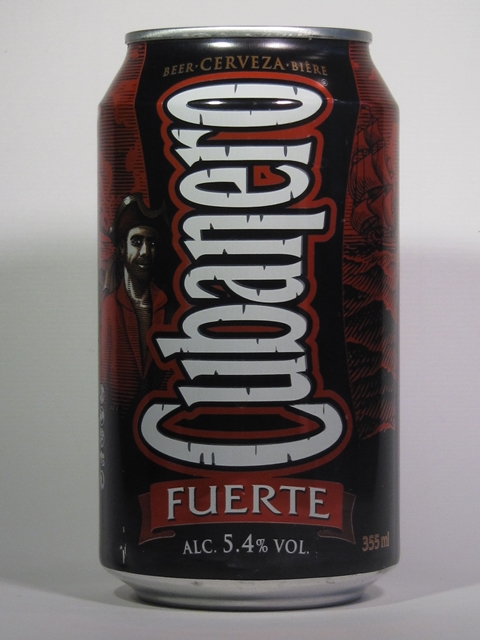 BEER·CERVEZA·BIÈRE
Cubanero
FUERTE
ALC. 5.4% VOL.
355 ml